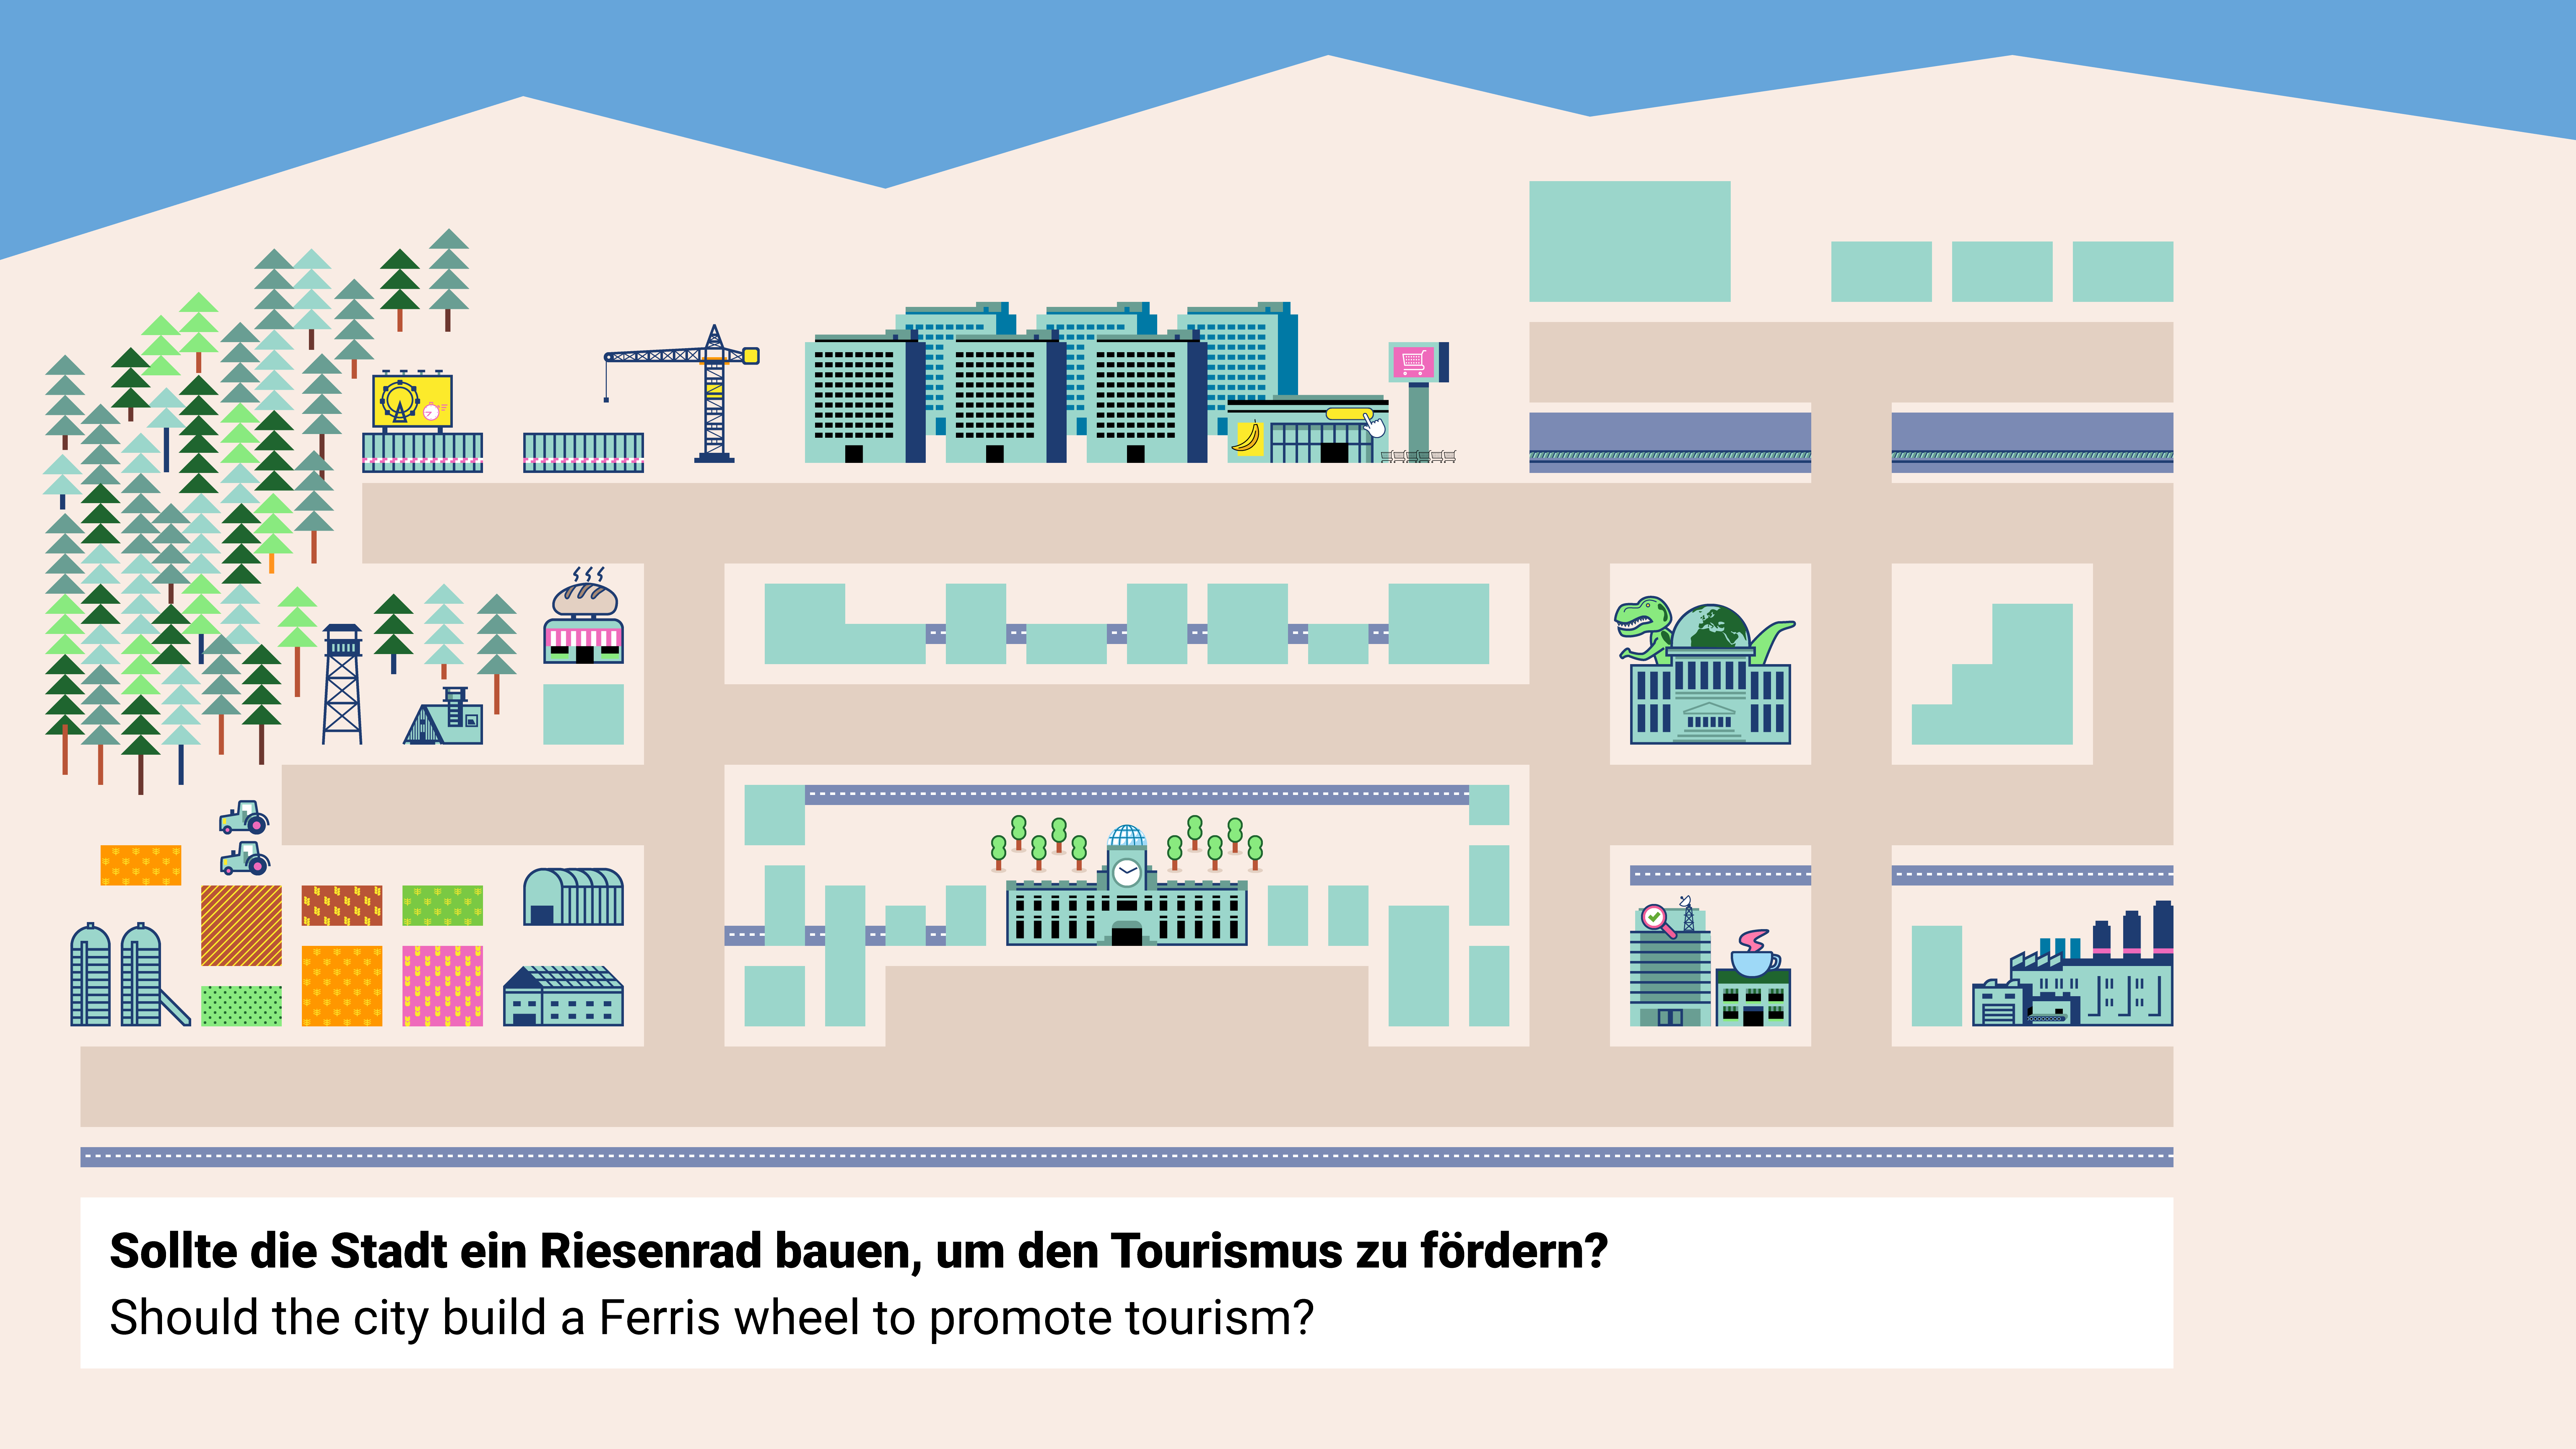 Sollte die Stadt ein Riesenrad bauen, um den Tourismus zu fördern?
Should the city build a Ferris wheel to promote tourism?